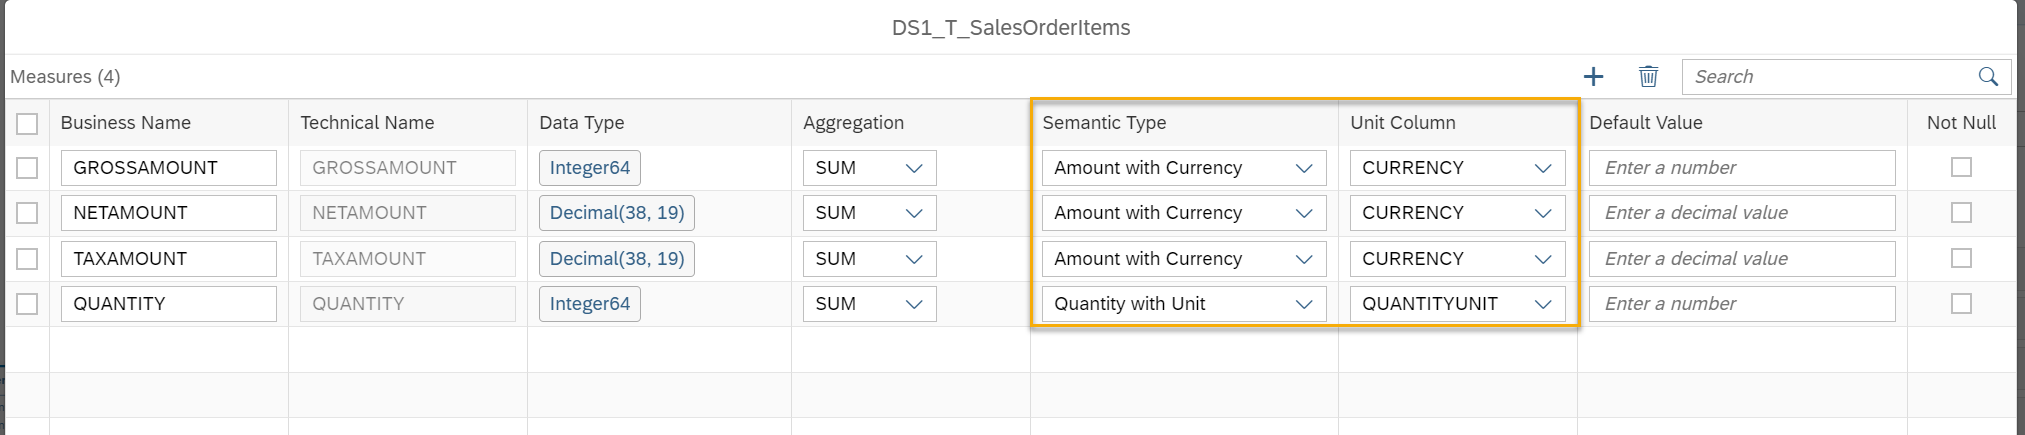 DS1_T_SalesOrderItems
Measures (4)
Search
Business Name Technical Name Data Type Aggregation Semantic Type Unit Column Default Value Not Null
GROSSAMOUNT GROSSAMOUNT Integer64 SUM Amount with Currency CURRENCY Enter a number
NETAMOUNT NETAMOUNT Decimal(38, 19) SUM Amount with Currency CURRENCY Enter a decimal value
TAXAMOUNT TAXAMOUNT Decimal(38, 19) SUM Amount with Currency CURRENCY Enter a decimal value
QUANTITY QUANTITY Integer64 SUM Quantity with Unit QUANTITYUNIT Enter a number